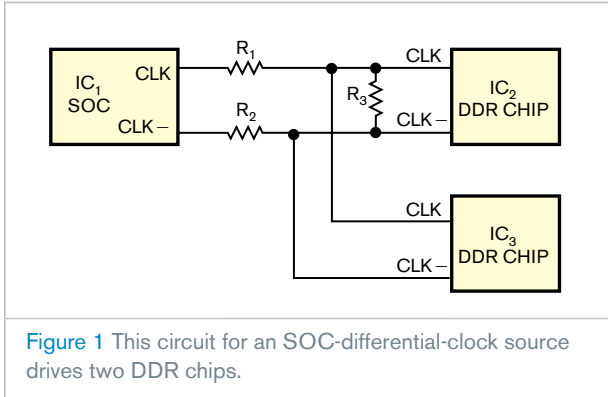 R₁
CLK
CLK
IC₁
SOC
R₃
IC₂
DDR CHIP
R₂
CLK–
CLK–
CLK
IC₃
DDR CHIP
CLK–
Figure 1 This circuit for an SOC-differential-clock source
drives two DDR chips.